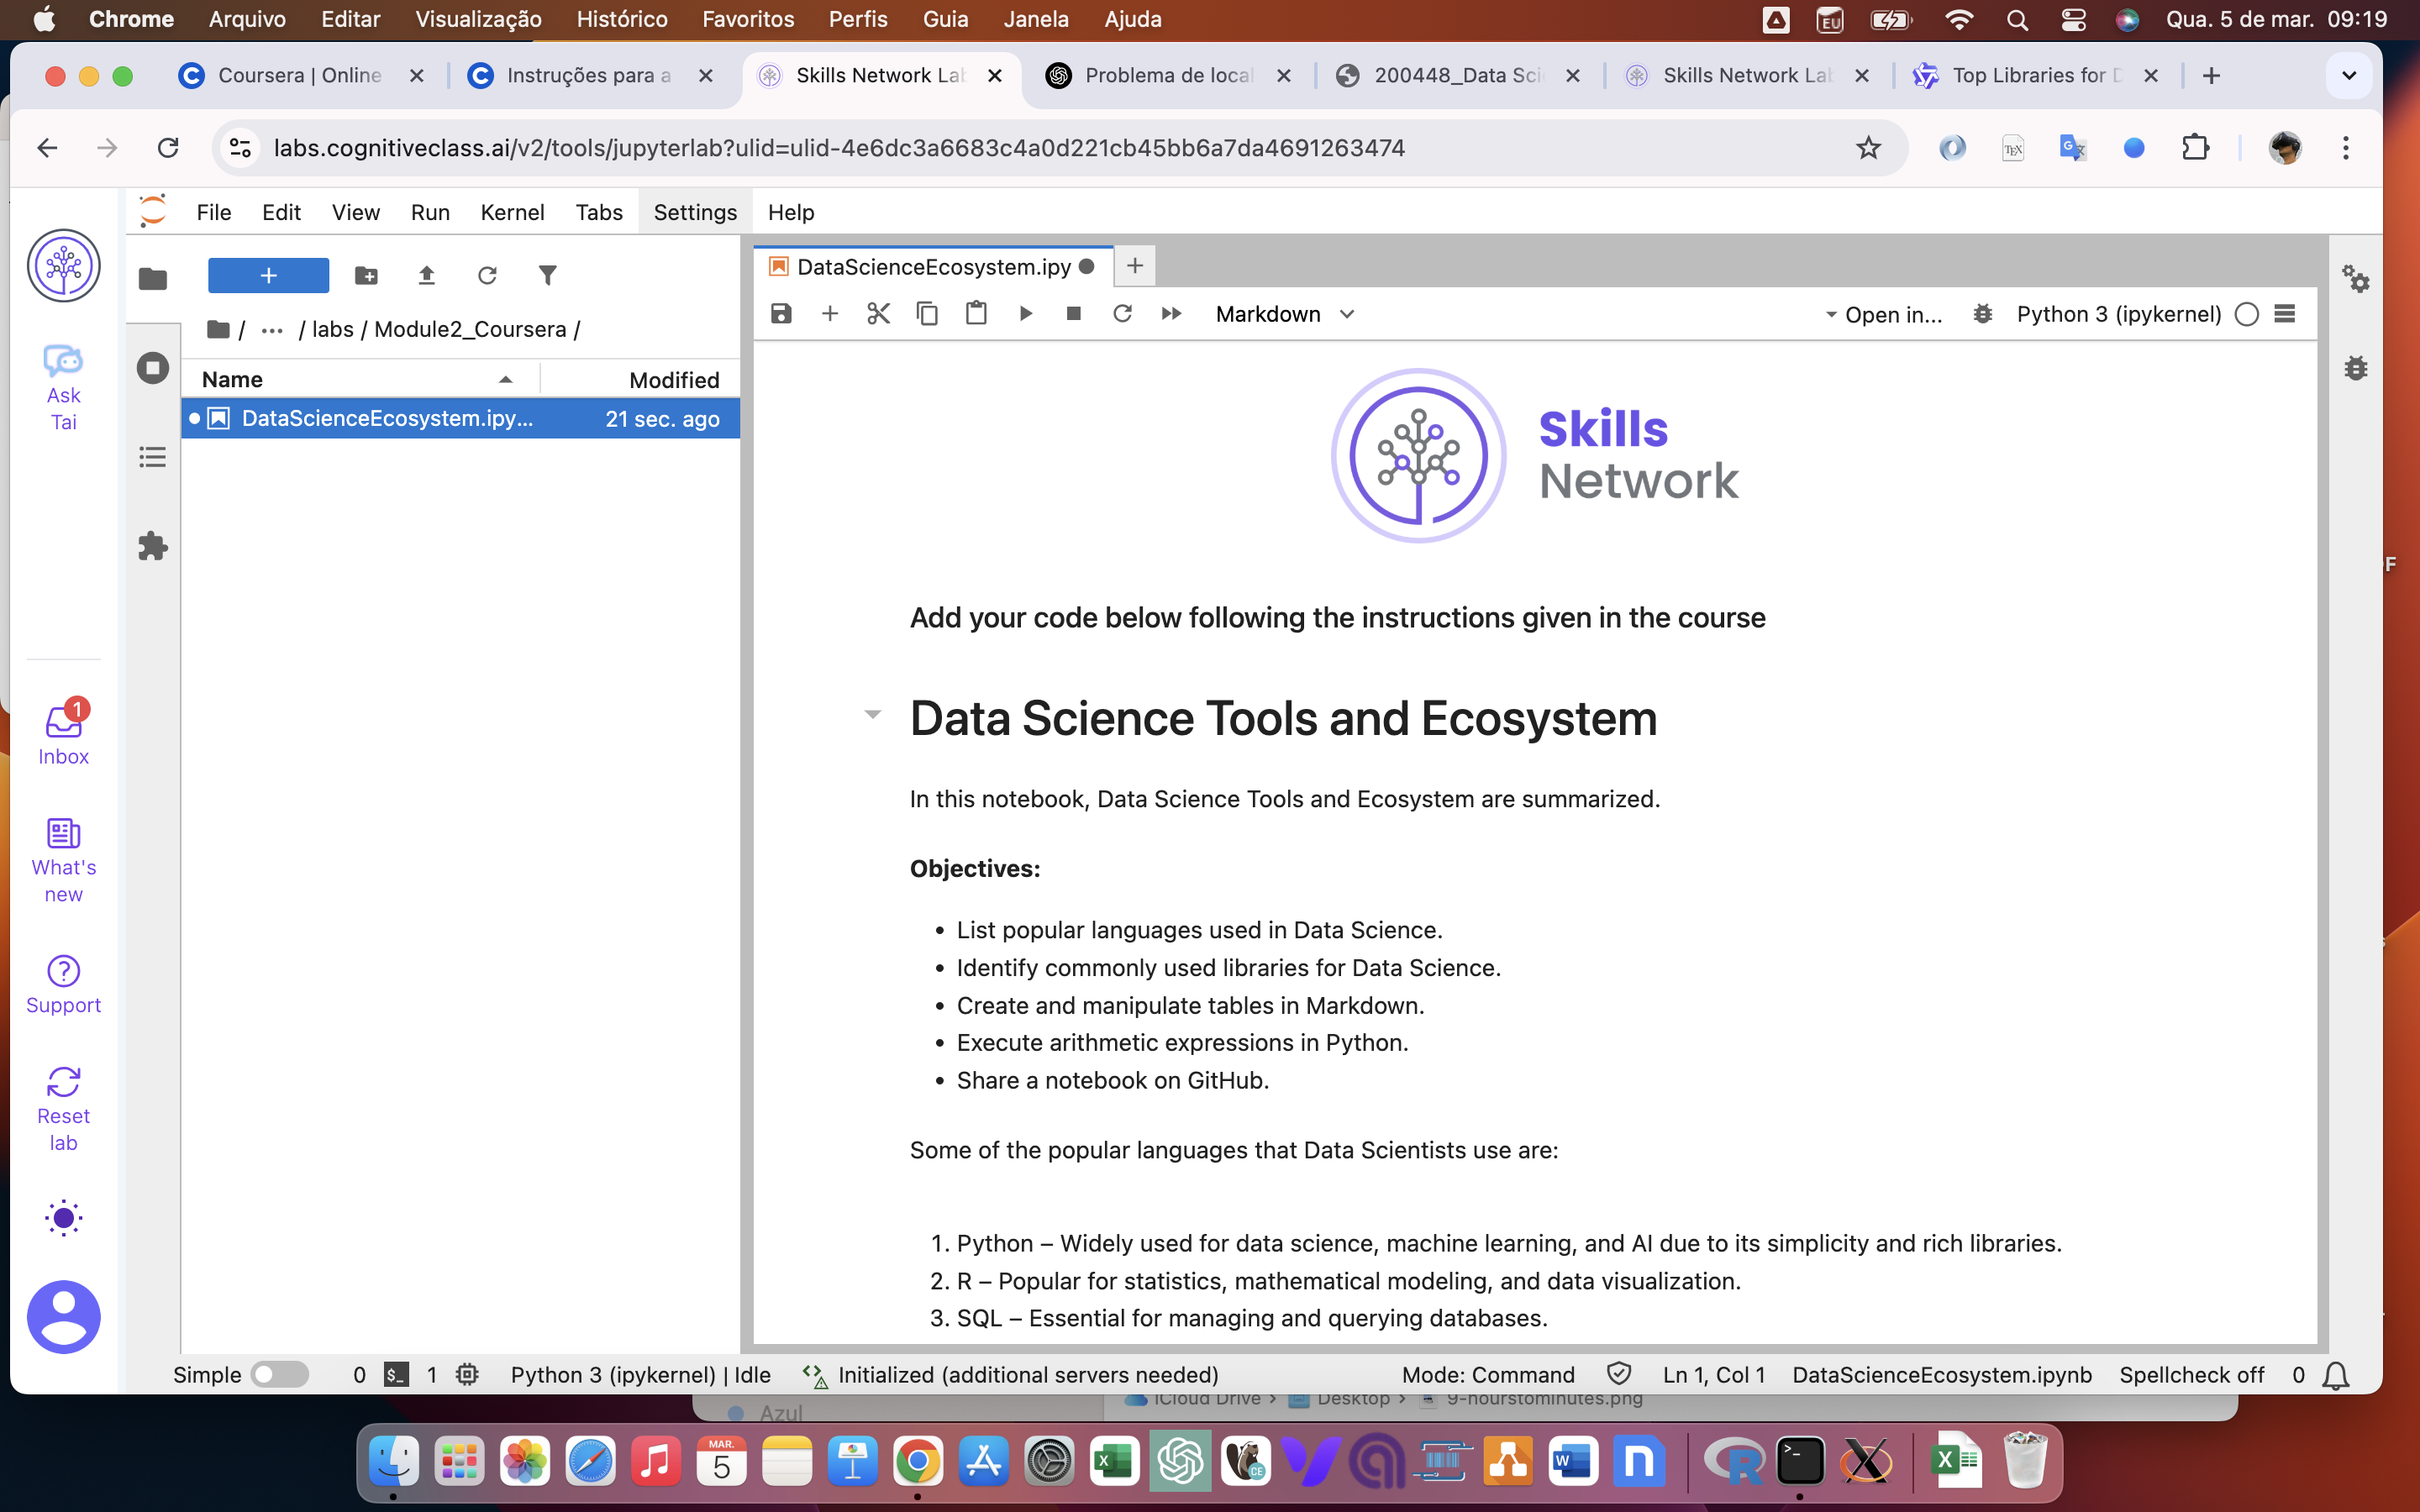 Chrome Arquivo Editar Visualização Histórico Favoritos Perfis Guia Janela Ajuda EU Qua. 5 de mar. 09:19
Coursera | Online Instruções para a Skills Network Lab Problema de local 200448_Data Sci Skills Network Lab Top Libraries for D
labs.cognitiveclass.ai/v2/tools/jupyterlab?ulid=ulid-4e6dc3a6683c4a0d221cb45bb6a7da4691263474 TEX G
File Edit View Run Kernel Tabs Settings Help
DataScienceEcosystem.ipy
/ ··· / labs / Module2_Coursera /
Markdown Open in... Python 3 (ipykernel)
Name Modified
DataScienceEcosystem.ipy... 21 sec. ago
Ask
Tai
Inbox 1
What's
new
Support
Reset
lab
Skills
Network
Add your code below following the instructions given in the course
Data Science Tools and Ecosystem
In this notebook, Data Science Tools and Ecosystem are summarized.
Objectives:
• List popular languages used in Data Science.
• Identify commonly used libraries for Data Science.
• Create and manipulate tables in Markdown.
• Execute arithmetic expressions in Python.
• Share a notebook on GitHub.
Some of the popular languages that Data Scientists use are:
1. Python – Widely used for data science, machine learning, and AI due to its simplicity and rich libraries.
2. R – Popular for statistics, mathematical modeling, and data visualization.
3. SQL – Essential for managing and querying databases.
Simple 0 $_ 1 Python 3 (ipykernel) | Idle Initialized (additional servers needed) Mode: Command Ln 1, Col 1 DataScienceEcosystem.ipynb Spellcheck off 0
Azul iCloud Drive › Desktop › 9-hourstominutes.png
MAR.
5
CE